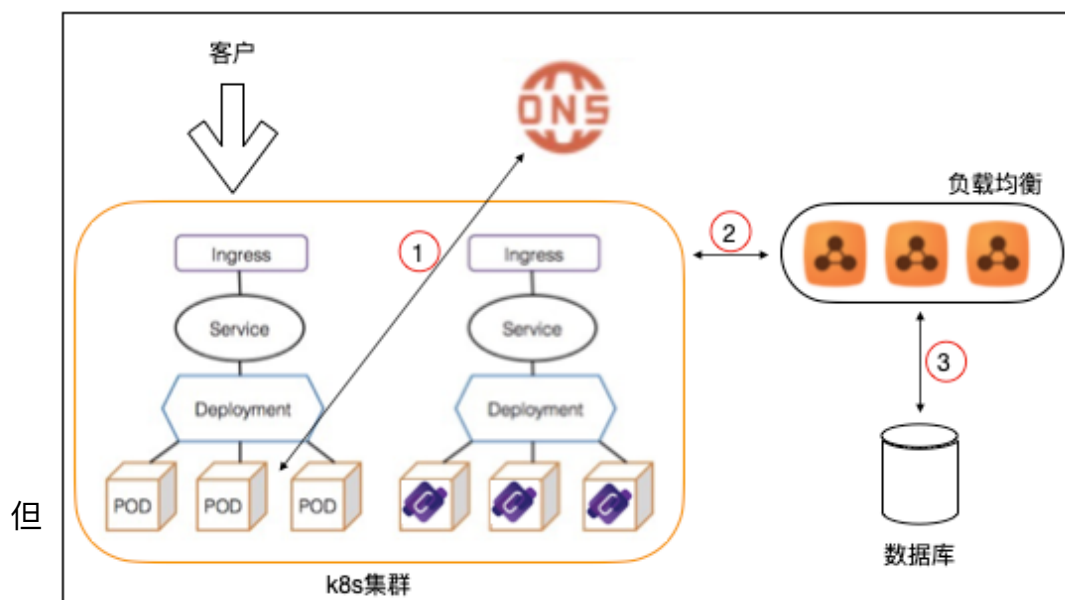 客户
ONS
负载均衡
1
2
Ingress
Ingress
Service
Service
3
Deployment
Deployment
POD
POD
POD
但
数据库
k8s集群